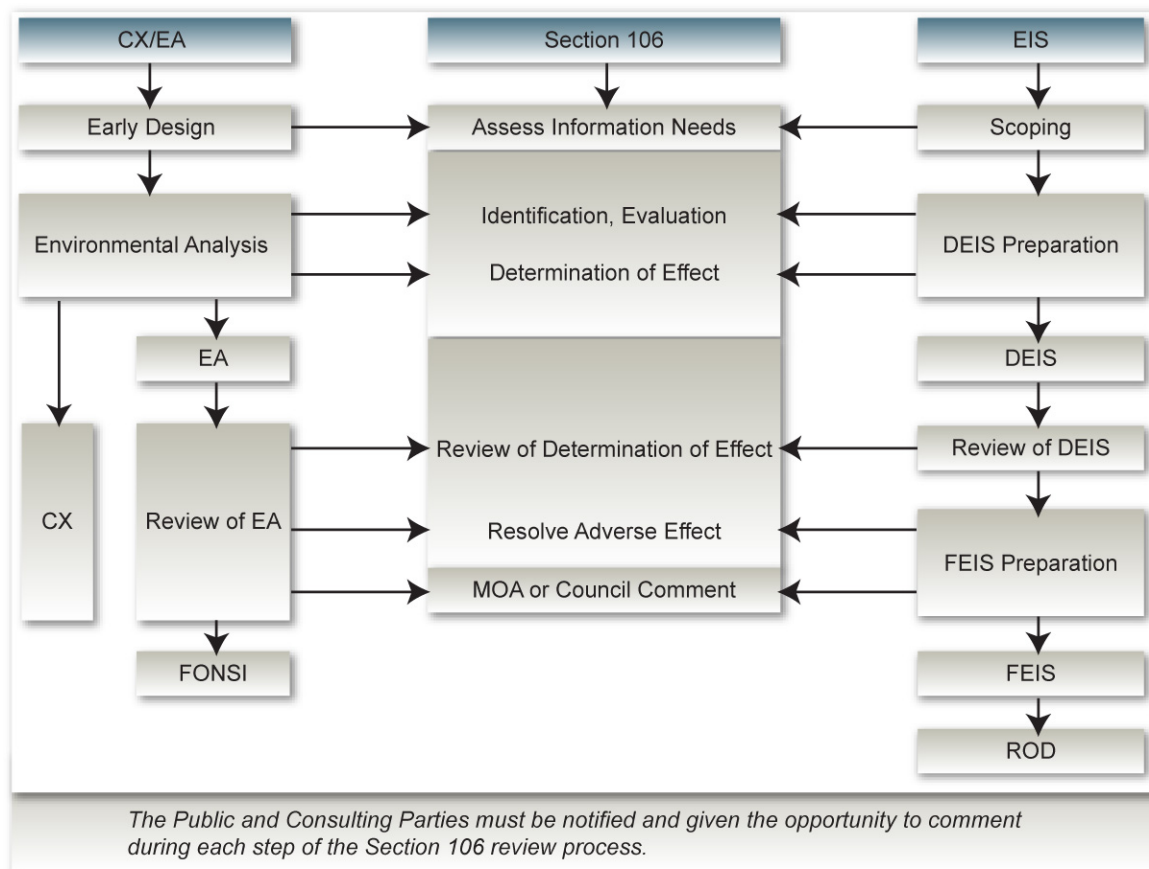 CX/EA
Section 106
EIS
Early Design
Assess Information Needs
Scoping
Environmental Analysis
Identification, Evaluation
Determination of Effect
DEIS Preparation
EA
DEIS
CX
Review of EA
Review of Determination of Effect
Review of DEIS
Resolve Adverse Effect
FEIS Preparation
MOA or Council Comment
FONSI
FEIS
ROD
The Public and Consulting Parties must be notified and given the opportunity to comment
during each step of the Section 106 review process.